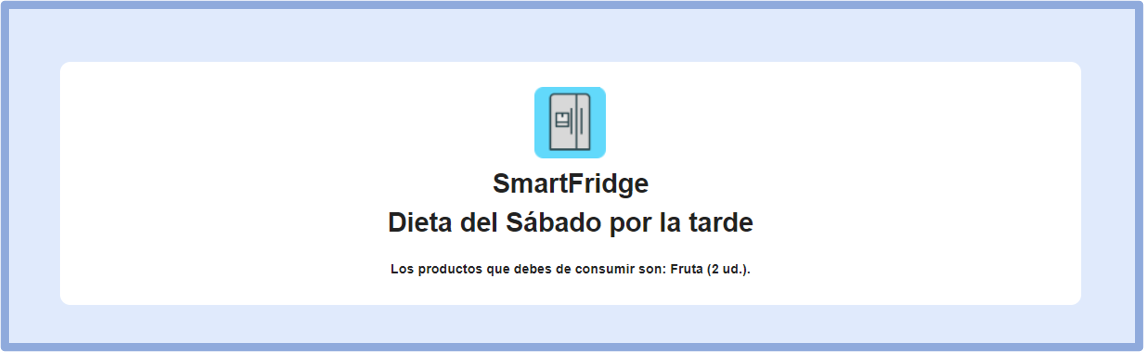 SmartFridge
Dieta del Sábado por la tarde
Los productos que debes de consumir son: Fruta (2 ud.).